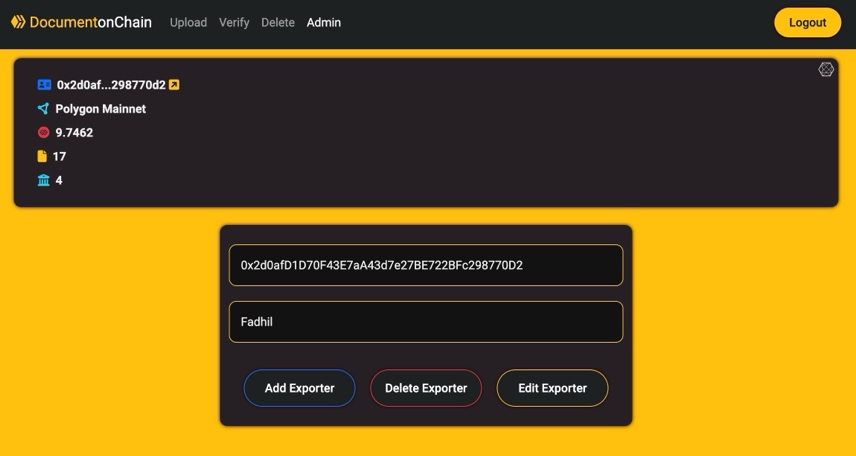 DocumentonChain Upload Verify Delete Admin Logout
0x2d0af...298770d2
Polygon Mainnet
9.7462
17
4
0x2d0afD1D70F43E7aA43d7e27BE722BFc298770D2
Fadhil
Add Exporter Delete Exporter Edit Exporter